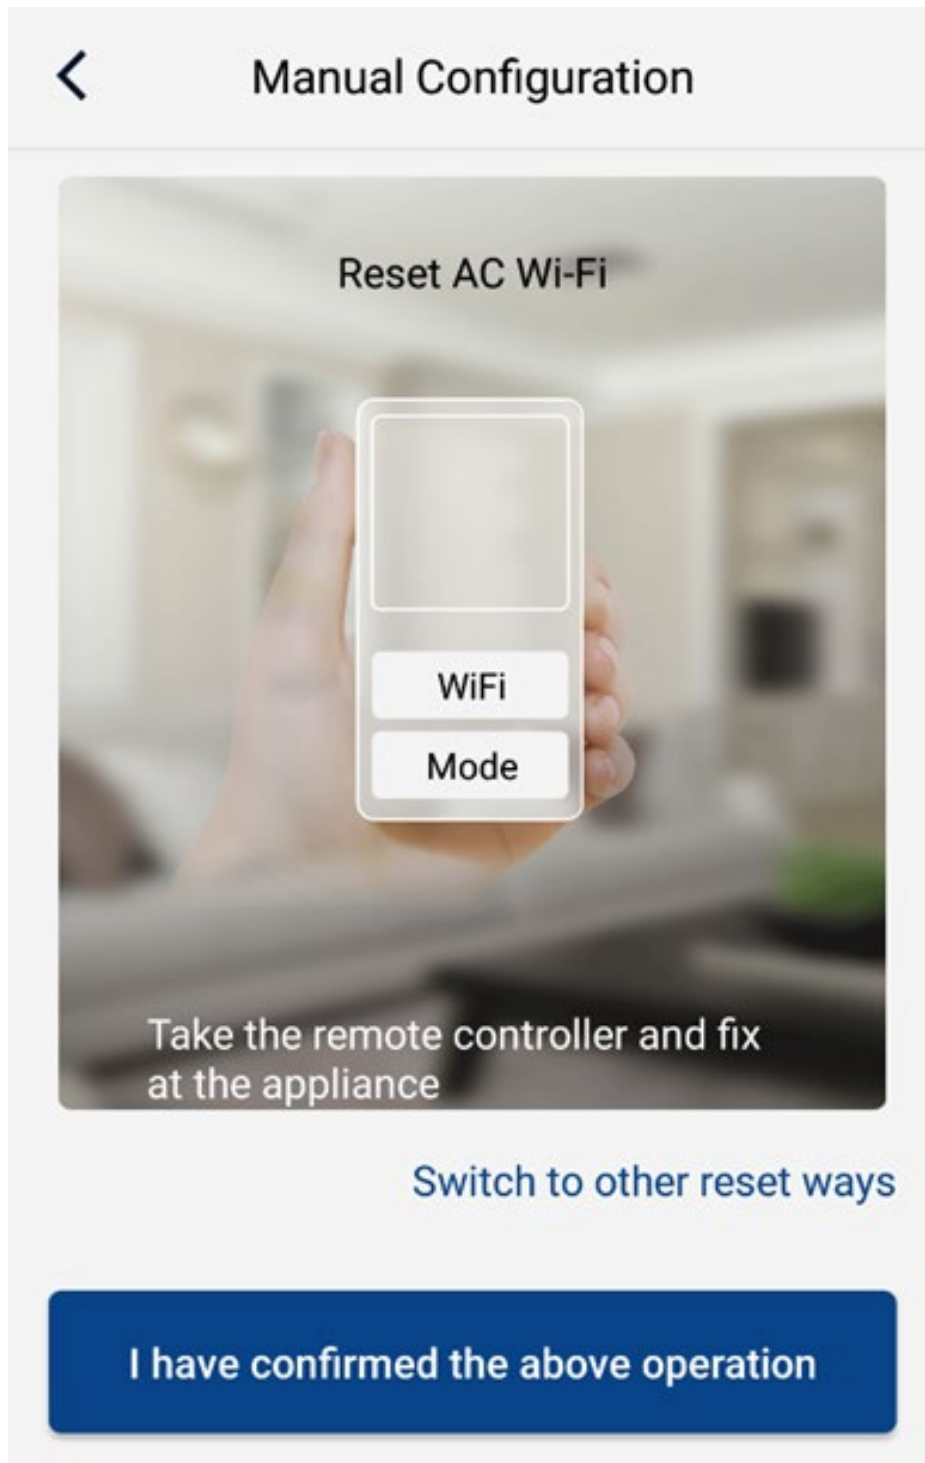 Manual Configuration
Reset AC Wi-Fi
WiFi
Mode
Take the remote controller and fix
at the appliance
Switch to other reset ways
I have confirmed the above operation